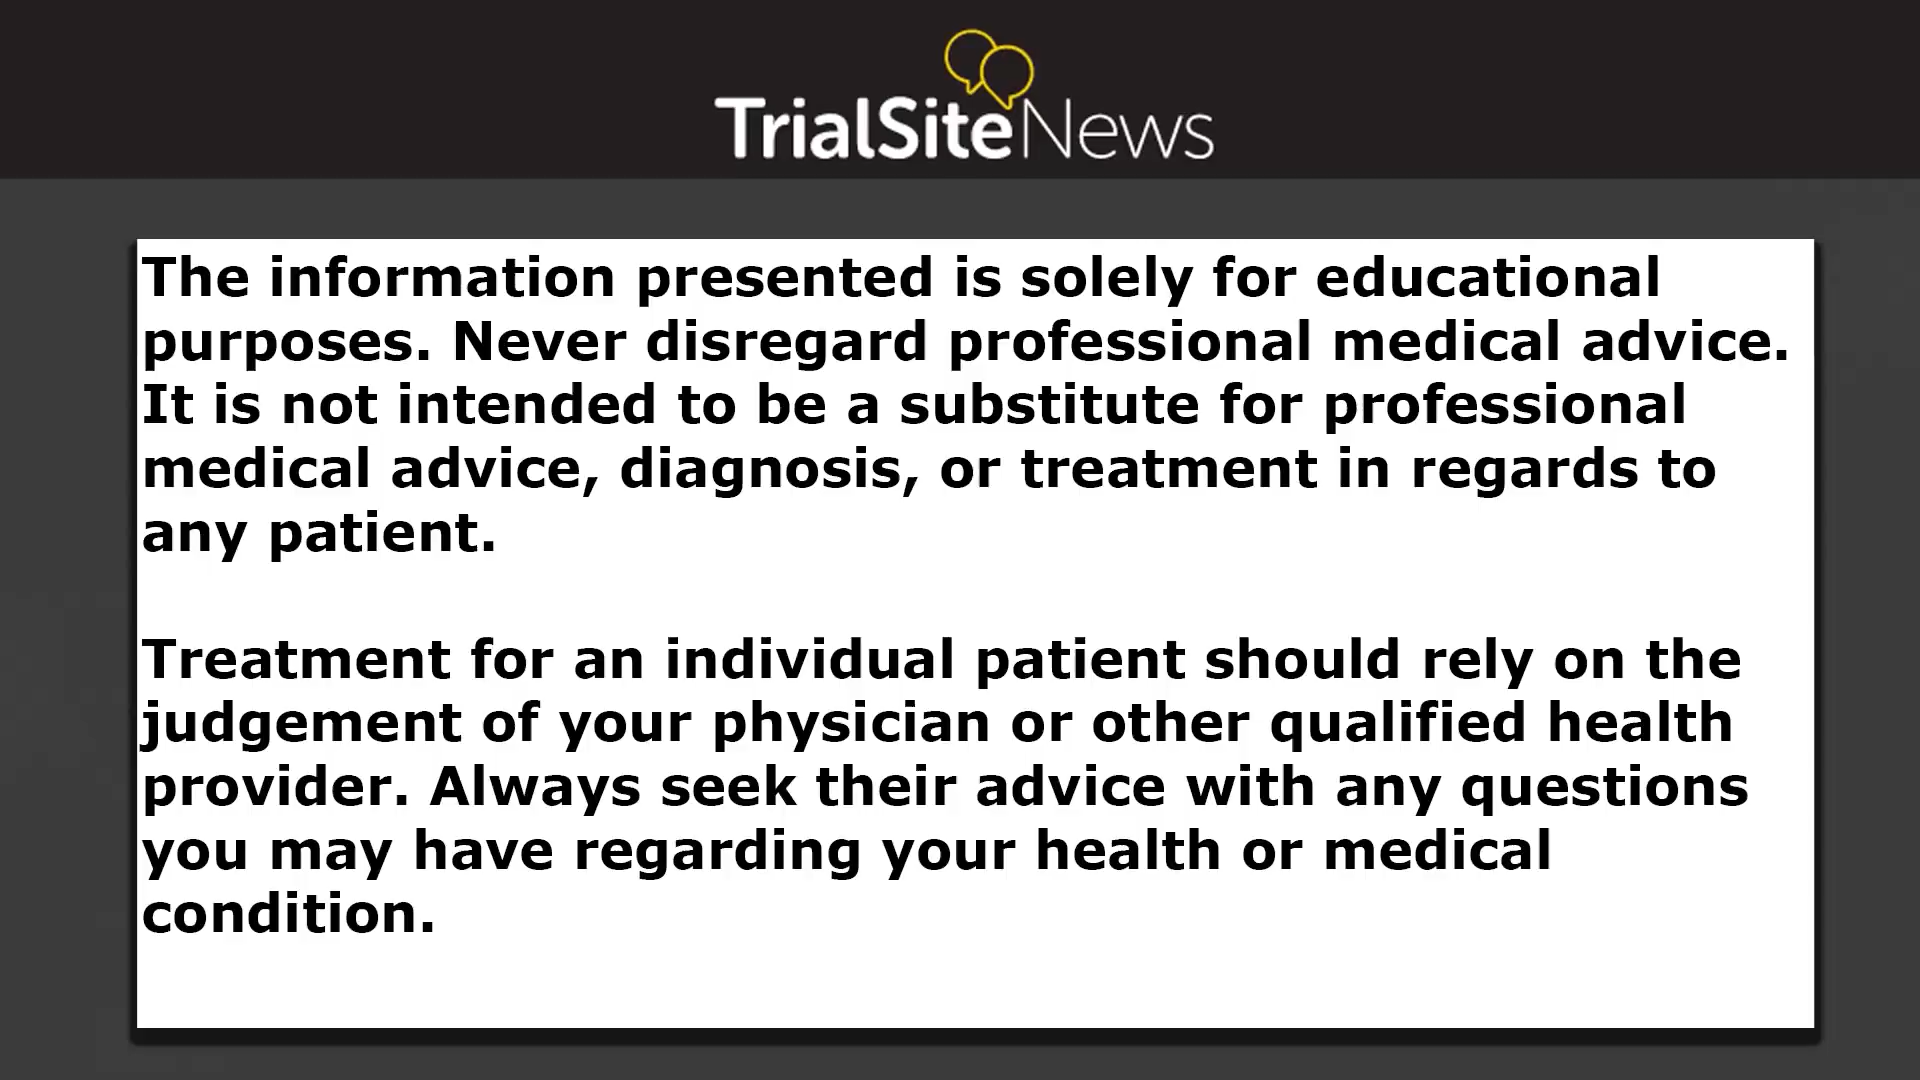 TrialSiteNews
The information presented is solely for educational
purposes. Never disregard professional medical advice.
It is not intended to be a substitute for professional
medical advice, diagnosis, or treatment in regards to
any patient.
Treatment for an individual patient should rely on the
judgement of your physician or other qualified health
provider. Always seek their advice with any questions
you may have regarding your health or medical
condition.